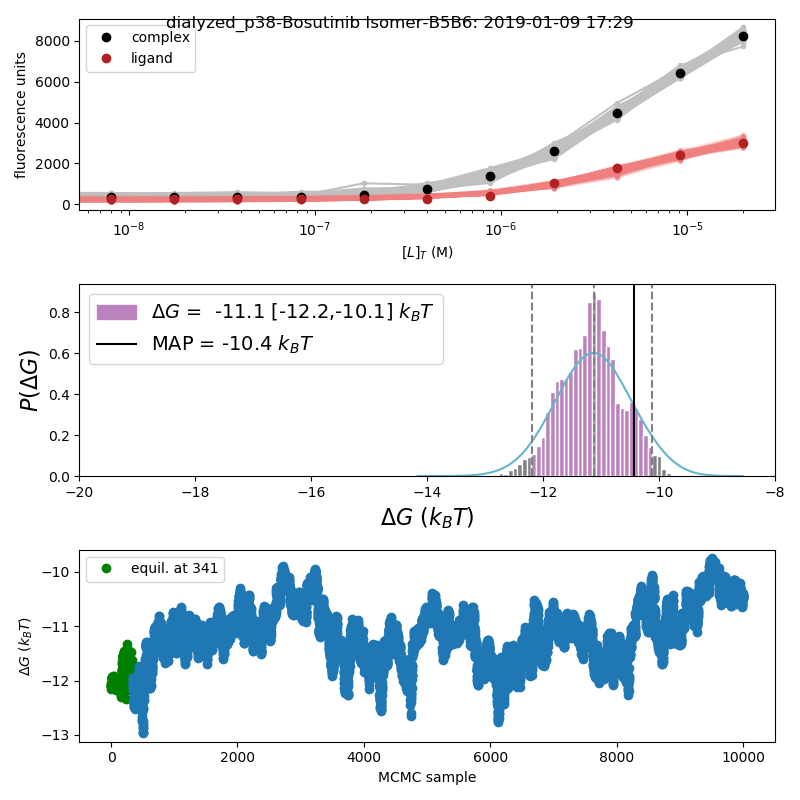 dialyzed_p38-Bosutinib Isomer-B5B6: 2019-01-09 17:29
complex
ligand
fluorescence units
8000
6000
4000
2000
0
10⁻⁸
10⁻⁷
10⁻⁶
10⁻⁵
[L]_T (M)
ΔG = -11.1 [-12.2,-10.1] k_BT
MAP = -10.4 k_BT
P(ΔG)
0.8
0.6
0.4
0.2
0.0
−20
−18
−16
−14
−12
−10
−8
ΔG (k_BT)
equil. at 341
ΔG (k_BT)
−10
−11
−12
−13
0
2000
4000
6000
8000
10000
MCMC sample